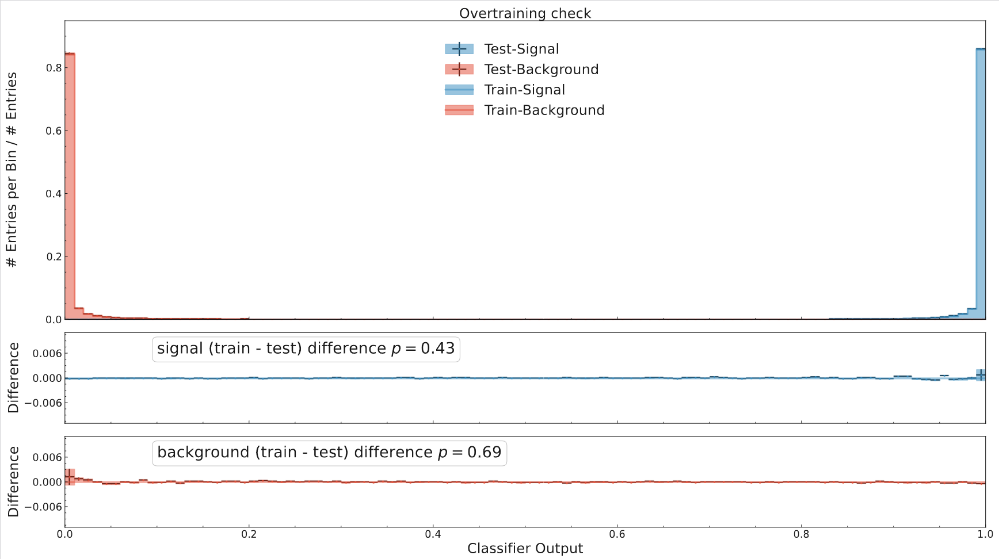 Overtraining check
# Entries per Bin / # Entries
0.8
0.6
0.4
0.2
0.0
Test-Signal
Test-Background
Train-Signal
Train-Background
Difference
0.006
0.000
−0.006
signal (train - test) difference p = 0.43
Difference
0.006
0.000
−0.006
background (train - test) difference p = 0.69
0.0 0.2 0.4 0.6 0.8 1.0
Classifier Output